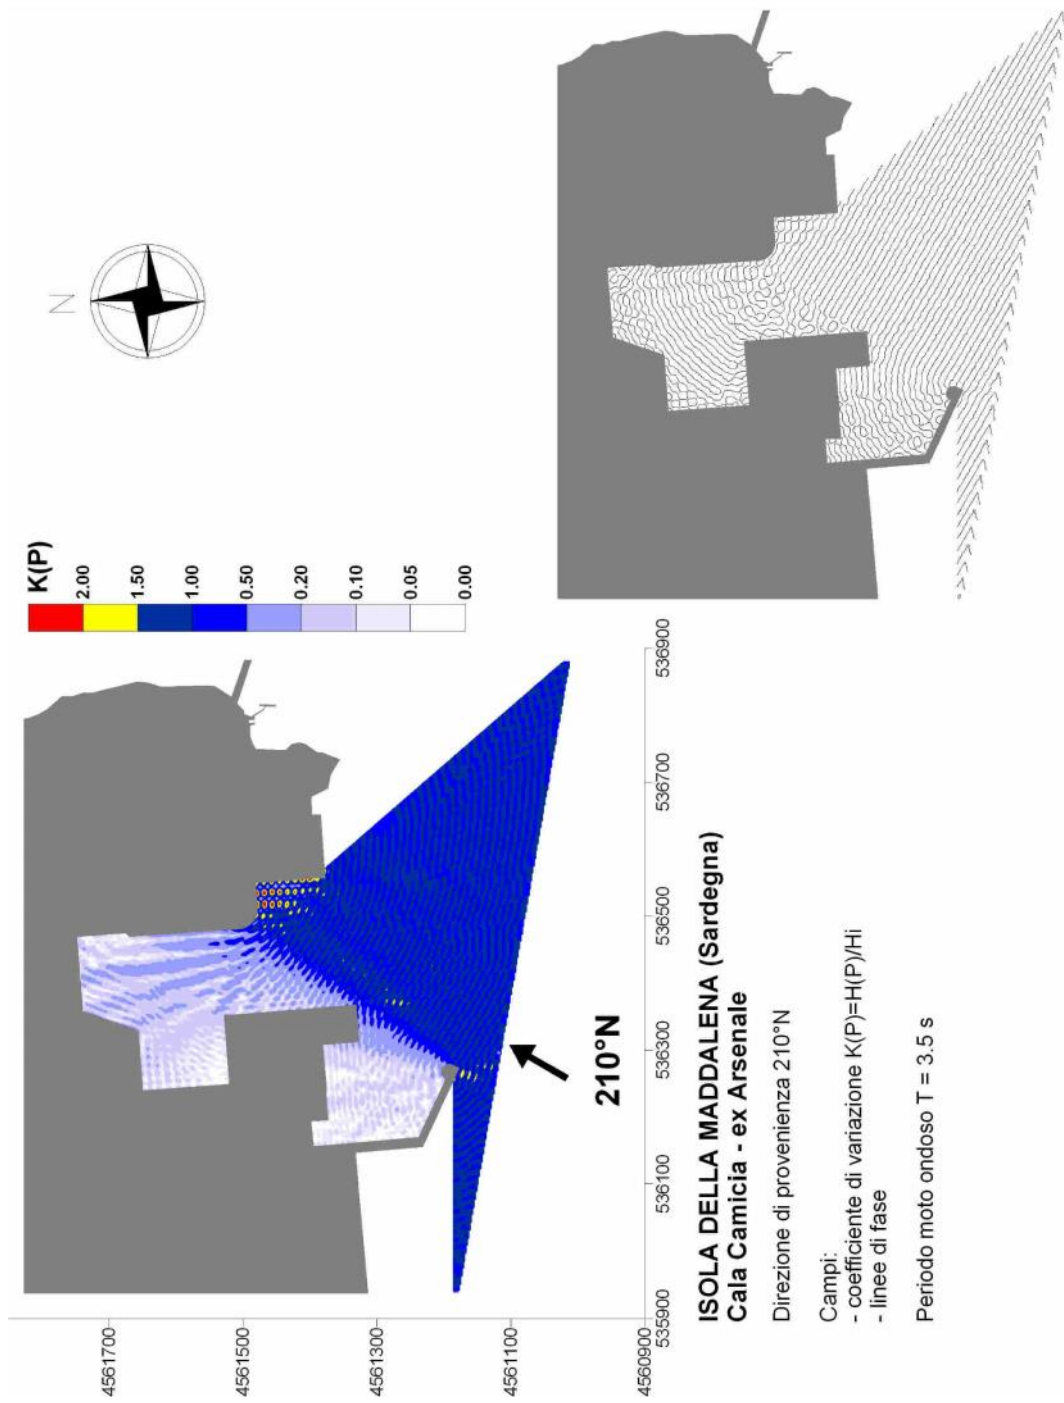 N
K(P)
2.00
1.50
1.00
0.50
0.20
0.10
0.05
0.00
4561700
4561500
4561300
4561100
4560900
535900
536100
536300
536500
536700
536900
210°N
ISOLA DELLA MADDALENA (Sardegna)
Cala Camicia - ex Arsenale
Direzione di provenienza 210°N
Campi:
- coefficiente di variazione K(P)=H(P)/Hi
- linee di fase
Periodo moto ondoso T = 3.5 s